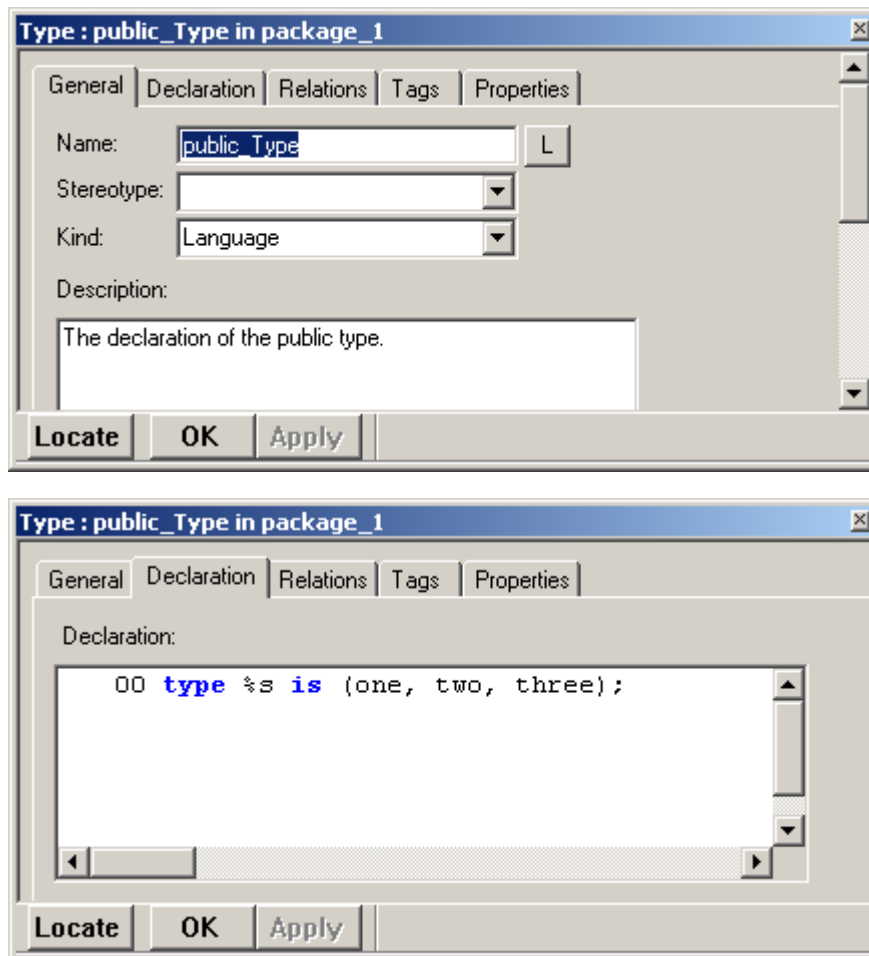 Type : public_Type in package_1
General Declaration Relations Tags Properties
Name: public_Type L
Stereotype:
Kind: Language
Description:
The declaration of the public type.
Locate OK Apply
Type : public_Type in package_1
General Declaration Relations Tags Properties
Declaration:
00 type %s is (one, two, three);
Locate OK Apply